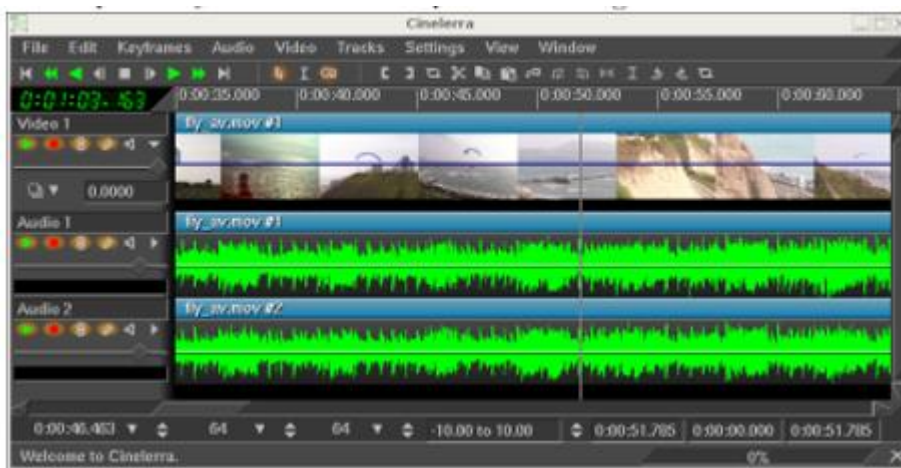 Cinelerra
File Edit Keyframes Audio Video Tracks Settings View Window
0:01:03.163
0:00:35.000 0:00:40.000 0:00:45.000 0:00:50.000 0:00:55.000 0:00:60.000
Video 1
fly_av.mov #1
0.0000
Audio 1
fly_av.mov #1
Audio 2
fly_av.mov #2
0:00:46.463 64 64 -10.00 to 10.00 0:00:51.785 0:00:00.000 0:00:51.785
Welcome to Cinelerra. 0%